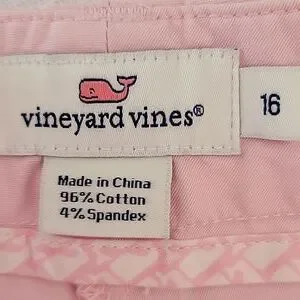 vineyard vines®
16
Made in China
96% Cotton
4% Spandex